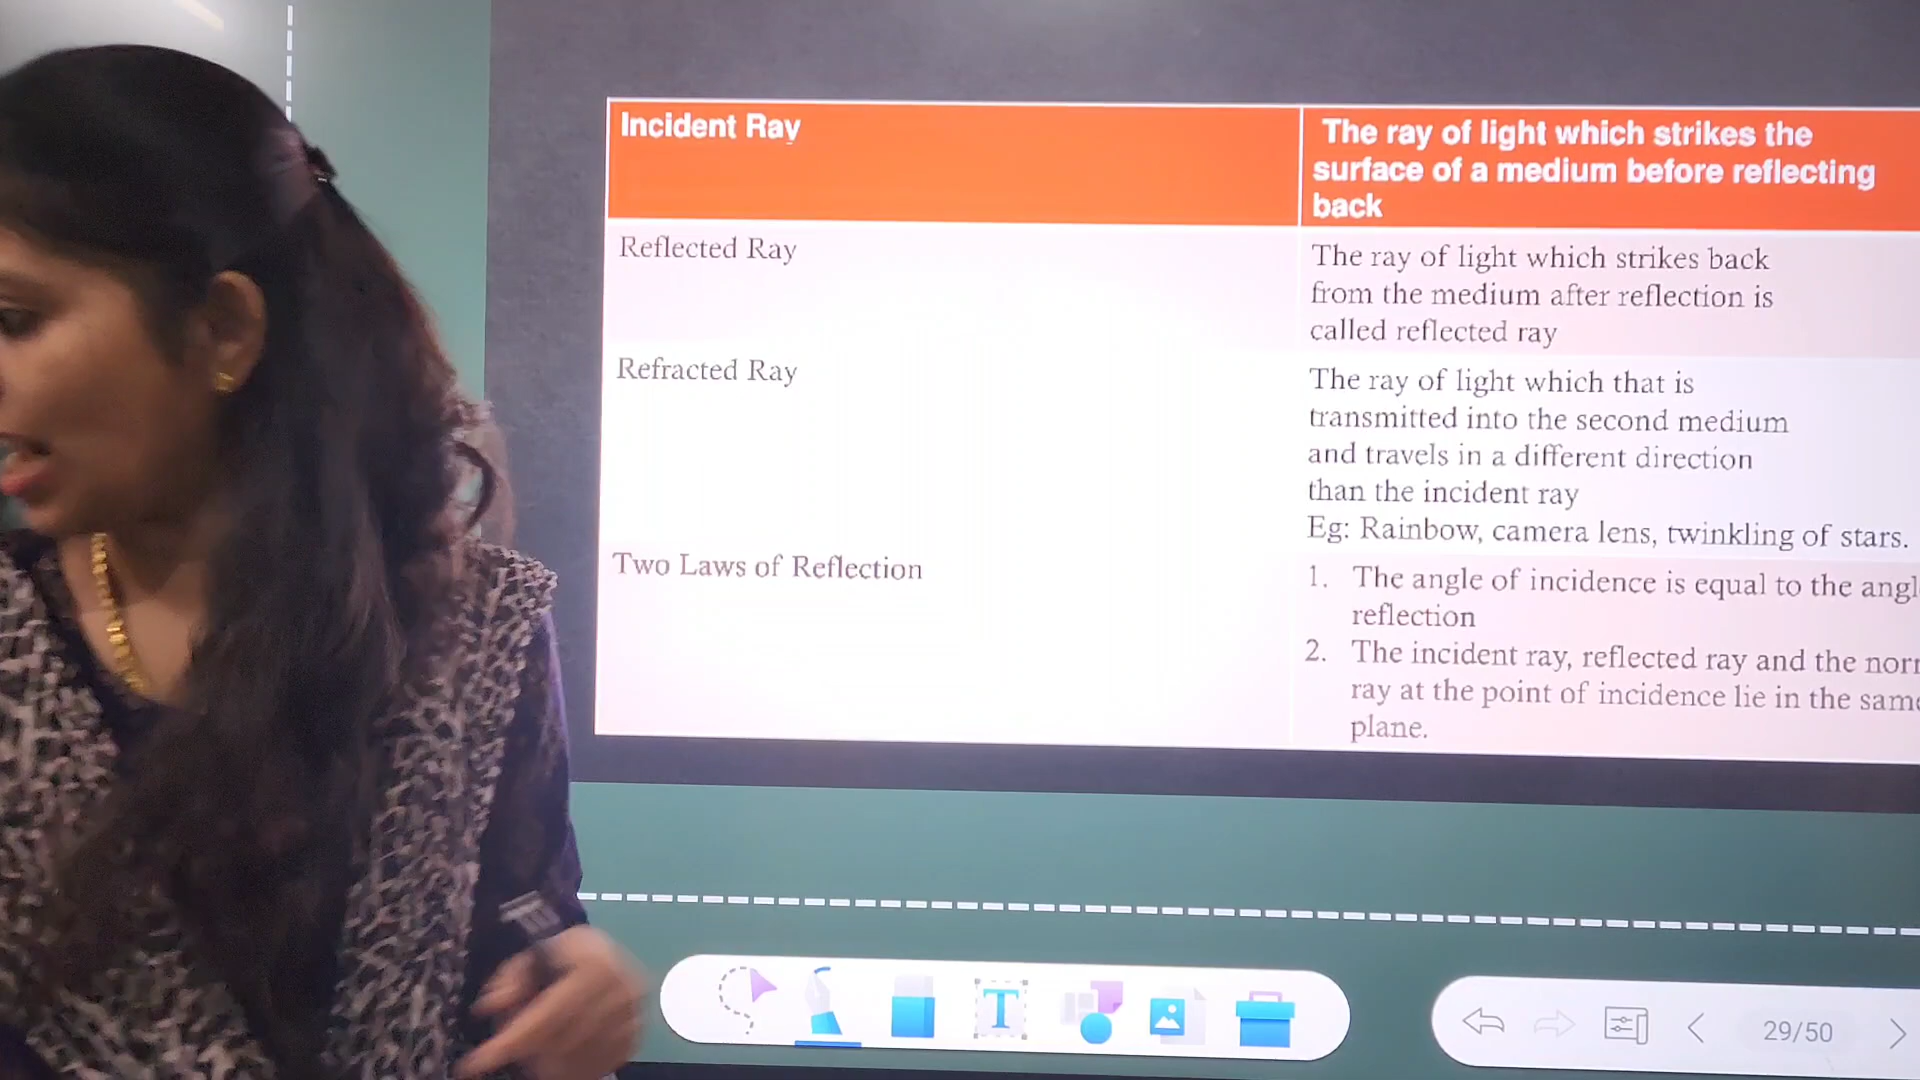 Incident Ray
The ray of light which strikes the
surface of a medium before reflecting
back
Reflected Ray
The ray of light which strikes back
from the medium after reflection is
called reflected ray
Refracted Ray
The ray of light which that is
transmitted into the second medium
and travels in a different direction
than the incident ray
Eg: Rainbow, camera lens, twinkling of stars.
Two Laws of Reflection
1. The angle of incidence is equal to the
reflection
2. The incident ray, reflected ray and the
ray at the point of incidence lie in the
plane.
T
29/50